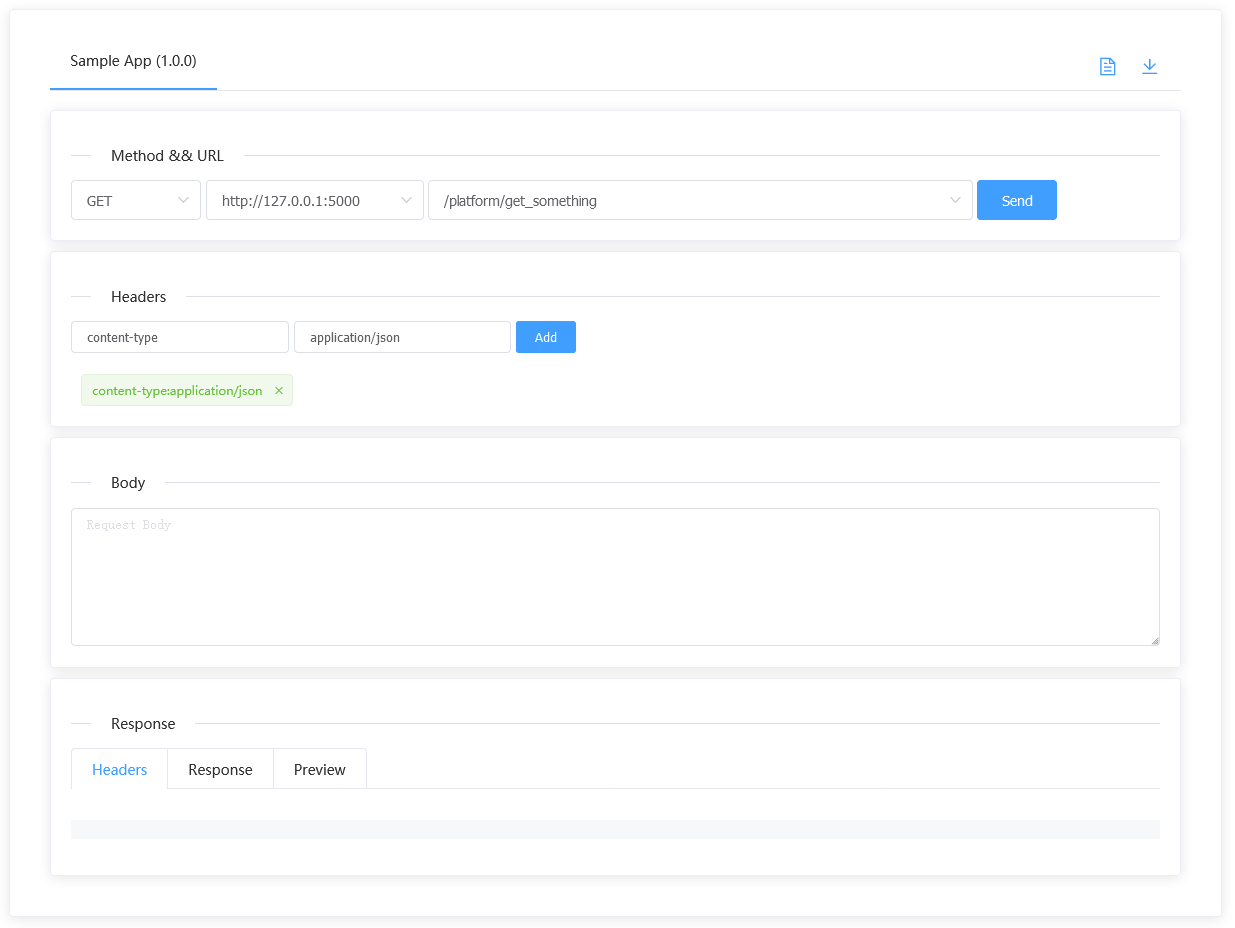 Sample App (1.0.0)
Method && URL
GET http://127.0.0.1:5000 /platform/get_something Send
Headers
content-type application/json Add
content-type:application/json ×
Body
Request Body
Response
Headers Response Preview